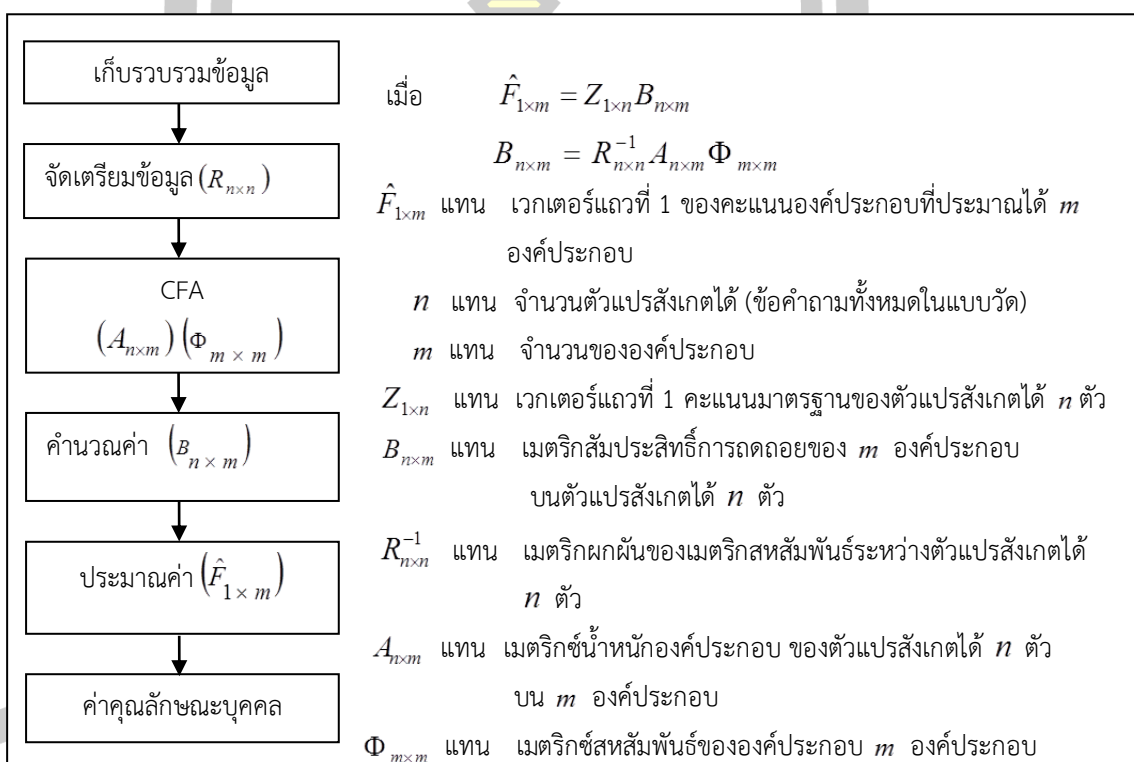 เก็บรวบรวมข้อมูล
จัดเตรียมข้อมูล (R n×n)
CFA
(A n×m) (Φ m × m)
คำนวณค่า (B n × m)
ประมาณค่า (F̂ 1 × m)
ค่าคุณลักษณะบุคคล
เมื่อ F̂ 1×m = Z 1×n B n×m
B n×m = R⁻¹ n×n A n×m Φ m×m
F̂ 1×m แทน เวกเตอร์แถวที่ 1 ของคะแนนองค์ประกอบที่ประมาณได้ m
องค์ประกอบ
n แทน จำนวนตัวแปรสังเกตได้ (ข้อคำถามทั้งหมดในแบบวัด)
m แทน จำนวนขององค์ประกอบ
Z 1×n แทน เวกเตอร์แถวที่ 1 คะแนนมาตรฐานของตัวแปรสังเกตได้ n ตัว
B n×m แทน เมตริกสัมประสิทธิ์การถดถอยของ m องค์ประกอบ
บนตัวแปรสังเกตได้ n ตัว
R⁻¹ n×n แทน เมตริกผกผันของเมตริกสหสัมพันธ์ระหว่างตัวแปรสังเกตได้
n ตัว
A n×m แทน เมตริกซ์น้ำหนักองค์ประกอบ ของตัวแปรสังเกตได้ n ตัว
บน m องค์ประกอบ
Φ m×m แทน เมตริกซ์สหสัมพันธ์ขององค์ประกอบ m องค์ประกอบ